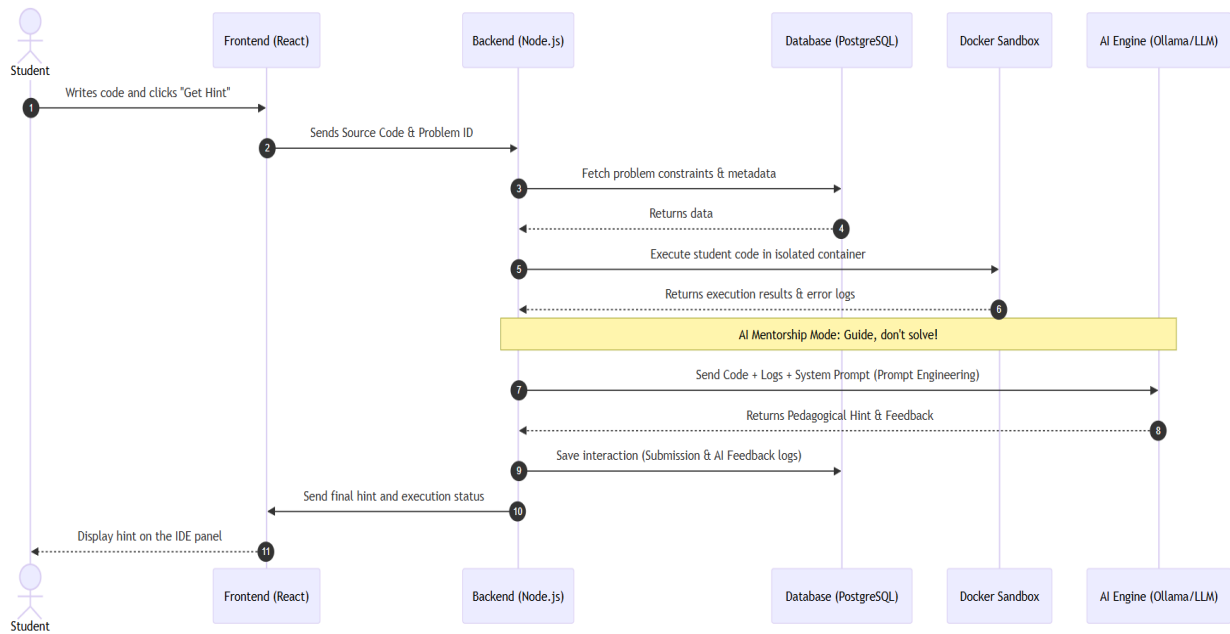 Student
Frontend (React)
Backend (Node.js)
Database (PostgreSQL)
Docker Sandbox
AI Engine (Ollama/LLM)
Writes code and clicks "Get Hint"
1
Sends Source Code & Problem ID
2
Fetch problem constraints & metadata
3
Returns data
4
Execute student code in isolated container
5
Returns execution results & error logs
6
AI Mentorship Mode: Guide, don't solve!
Send Code + Logs + System Prompt (Prompt Engineering)
7
Returns Pedagogical Hint & Feedback
8
Save interaction (Submission & AI Feedback logs)
9
Send final hint and execution status
10
Display hint on the IDE panel
11
Student
Frontend (React)
Backend (Node.js)
Database (PostgreSQL)
Docker Sandbox
AI Engine (Ollama/LLM)